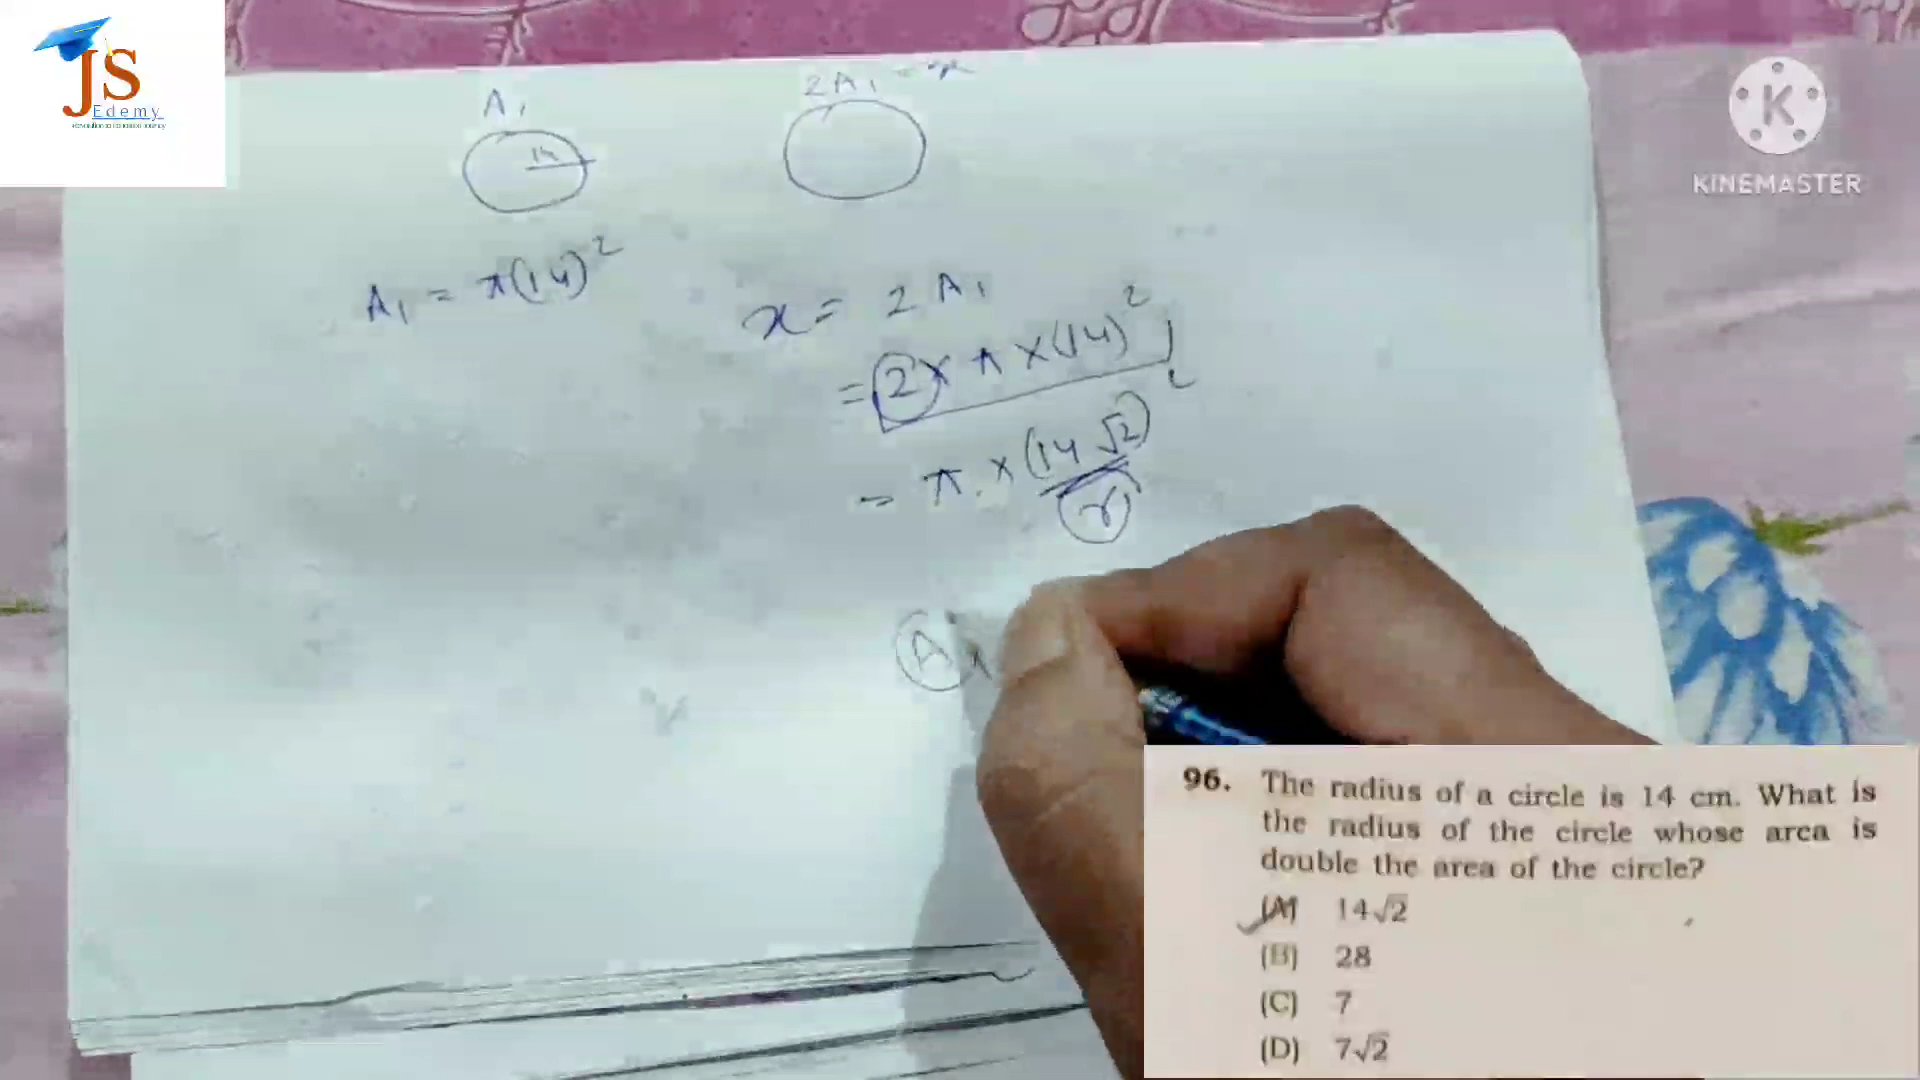 JS
Edemy
KINEMASTER
A₁
14
2A₁ = x
A₁ = π(14)²
x = 2A₁
= 2 × π × (14)²
= π × (14√2)²
r
A
96. The radius of a circle is 14 cm. What is
the radius of the circle whose area is
double the area of the circle?
(A) 14√2
(B) 28
(C) 7
(D) 7√2